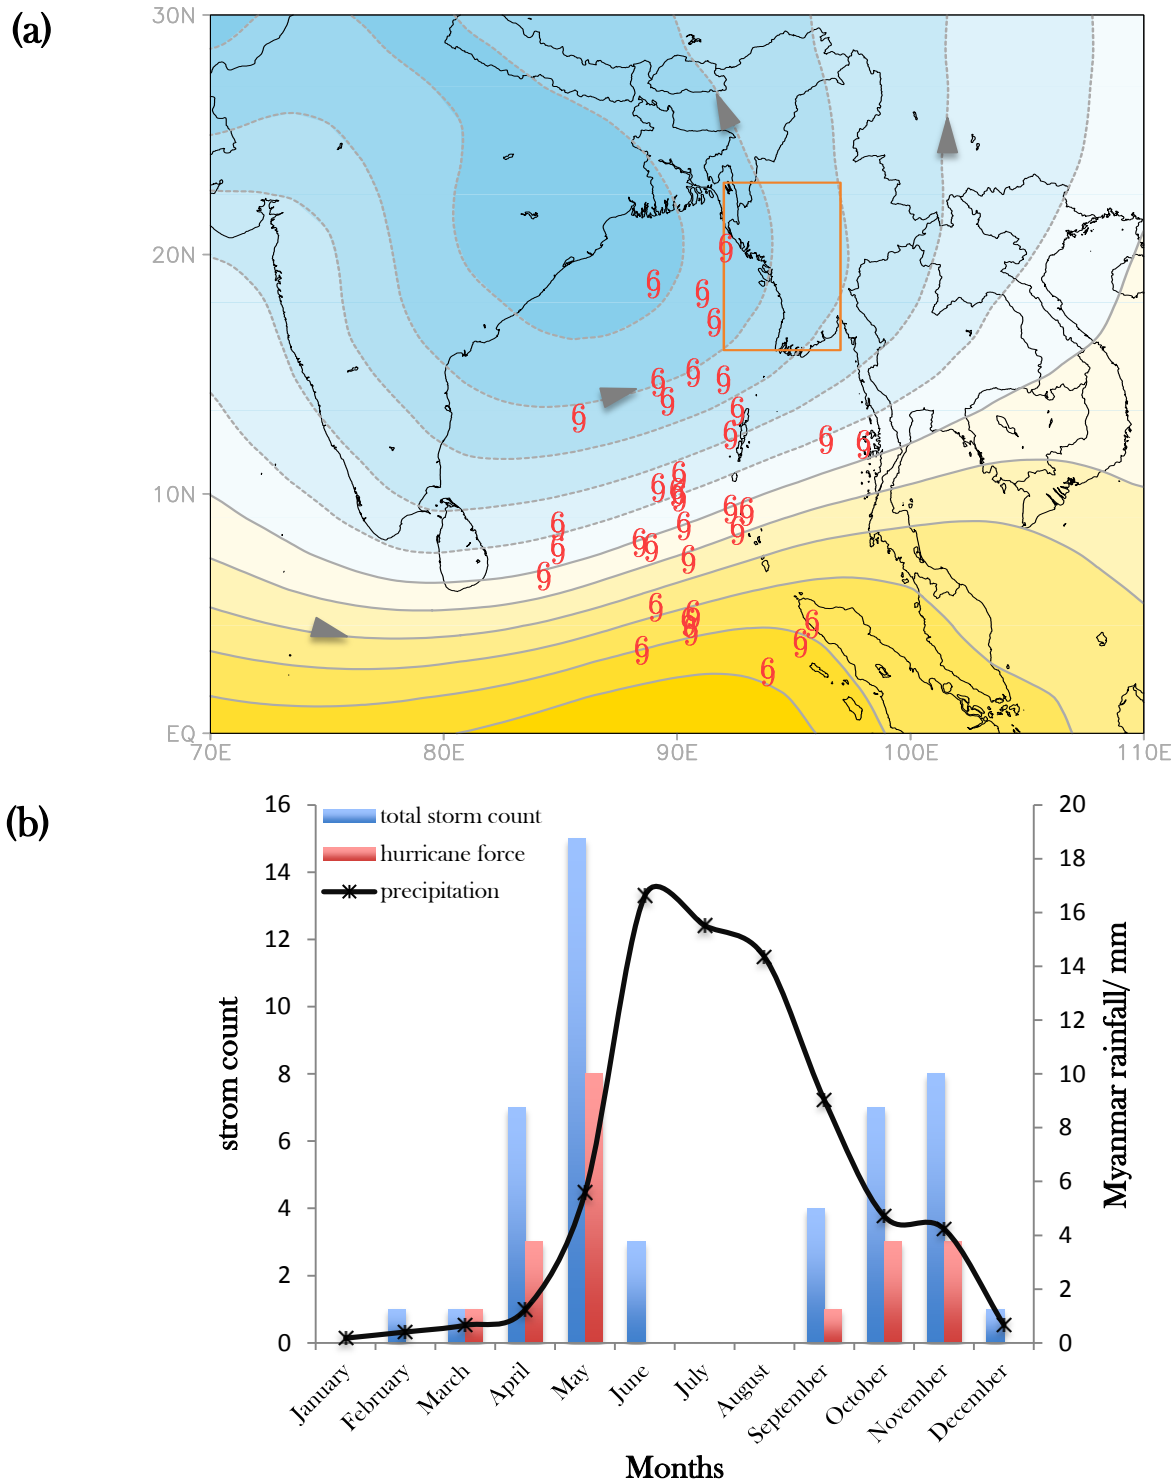 (a)
30N
20N
10N
EQ
70E 80E 90E 100E 110E
(b)
16 20
total storm count
hurricane force
precipitation
14
12
10
8
6
4
2
0
18
16
14
12
10
8
6
4
2
0
strom count
Myanmar rainfall/ mm
January February March April May June July August September October November December
Months